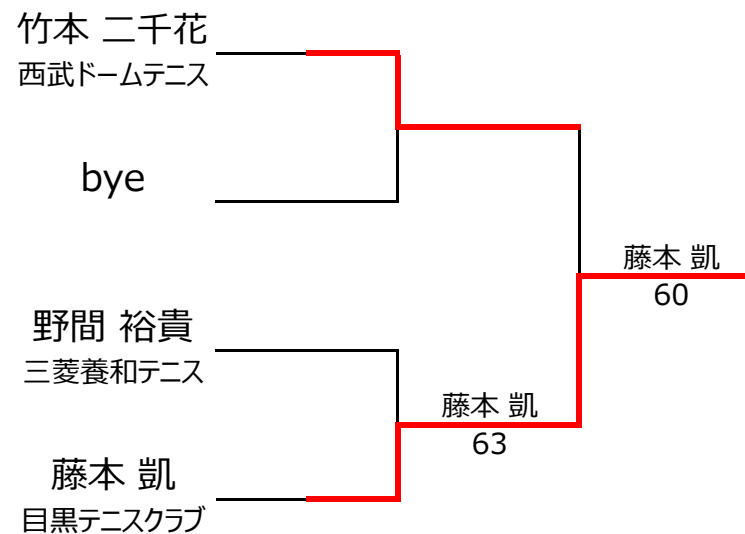 竹本 二千花
西武ドームテニス
bye
野間 裕貴
三菱養和テニス
藤本 凱
目黒テニスクラブ
藤本 凱
63
藤本 凱
60